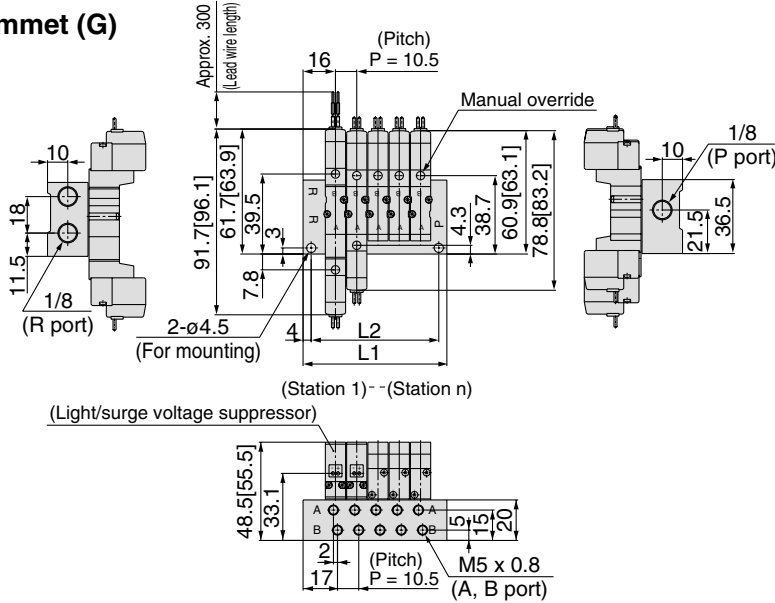 mmet (G)
Approx. 300
(Lead wire length)
16
(Pitch)
P = 10.5
Manual override
10
18
11.5
1/8
(R port)
91.7[96.1]
61.7[63.9]
39.5
3
7.8
R
R
B B B B
A A A A
P
4.3
38.7
60.9[63.1]
78.8[83.2]
10
1/8
(P port)
21.5
36.5
2-ø4.5
(For mounting)
4
L2
L1
(Station 1)--(Station n)
(Light/surge voltage suppressor)
48.5[55.5]
33.1
A
A
B
B
5
15
20
2
17
(Pitch)
P = 10.5
M5 x 0.8
(A, B port)